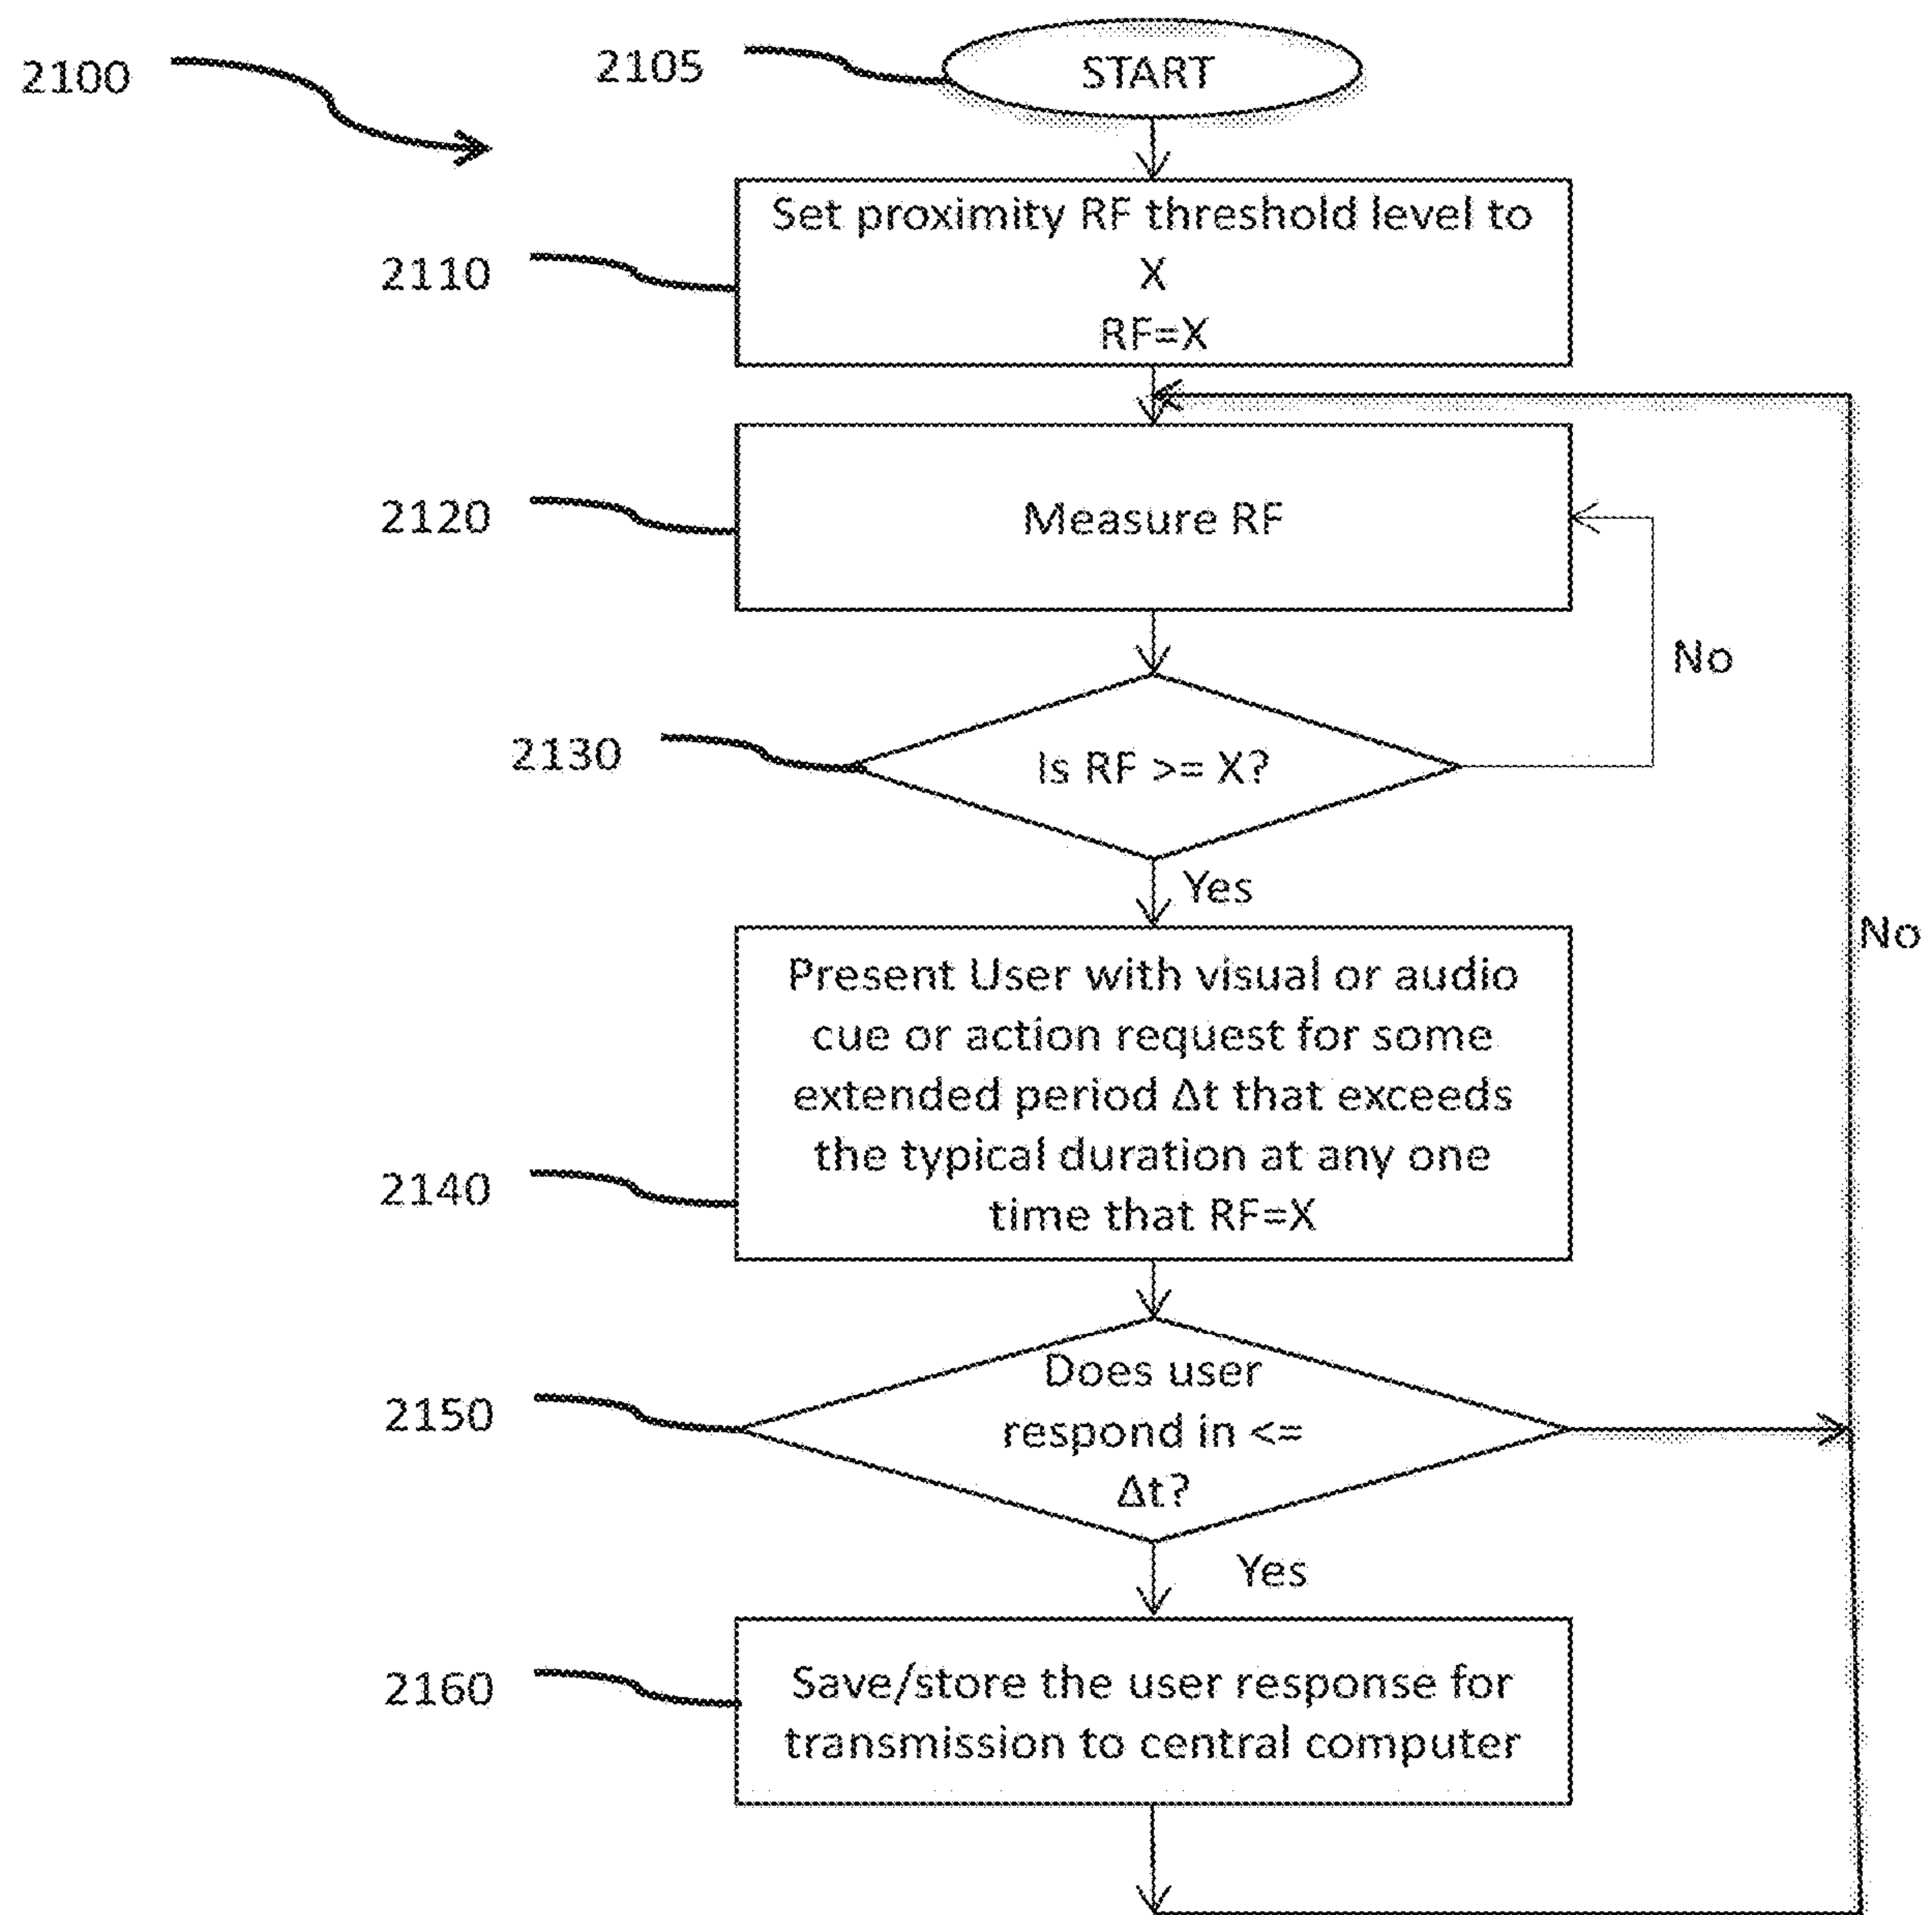 2100
2105
START
2110
Set proximity RF threshold level to
X
RF=X
2120
Measure RF
No
2130
Is RF >= X?
Yes
No
2140
Present User with visual or audio
cue or action request for some
extended period Δt that exceeds
the typical duration at any one
time that RF=X
2150
Does user
respond in <=
Δt?
Yes
2160
Save/store the user response for
transmission to central computer